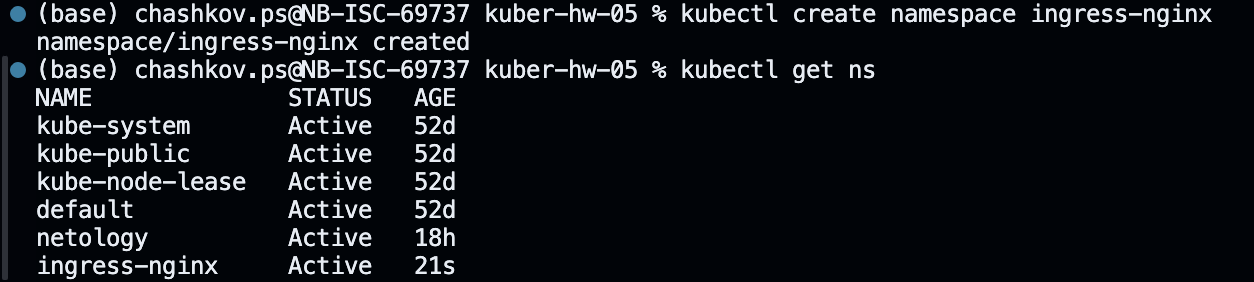 (base) chashkov.ps@NB-ISC-69737 kuber-hw-05 % kubectl create namespace ingress-nginx
namespace/ingress-nginx created
(base) chashkov.ps@NB-ISC-69737 kuber-hw-05 % kubectl get ns
NAME              STATUS   AGE
kube-system       Active   52d
kube-public       Active   52d
kube-node-lease   Active   52d
default           Active   52d
netology          Active   18h
ingress-nginx     Active   21s